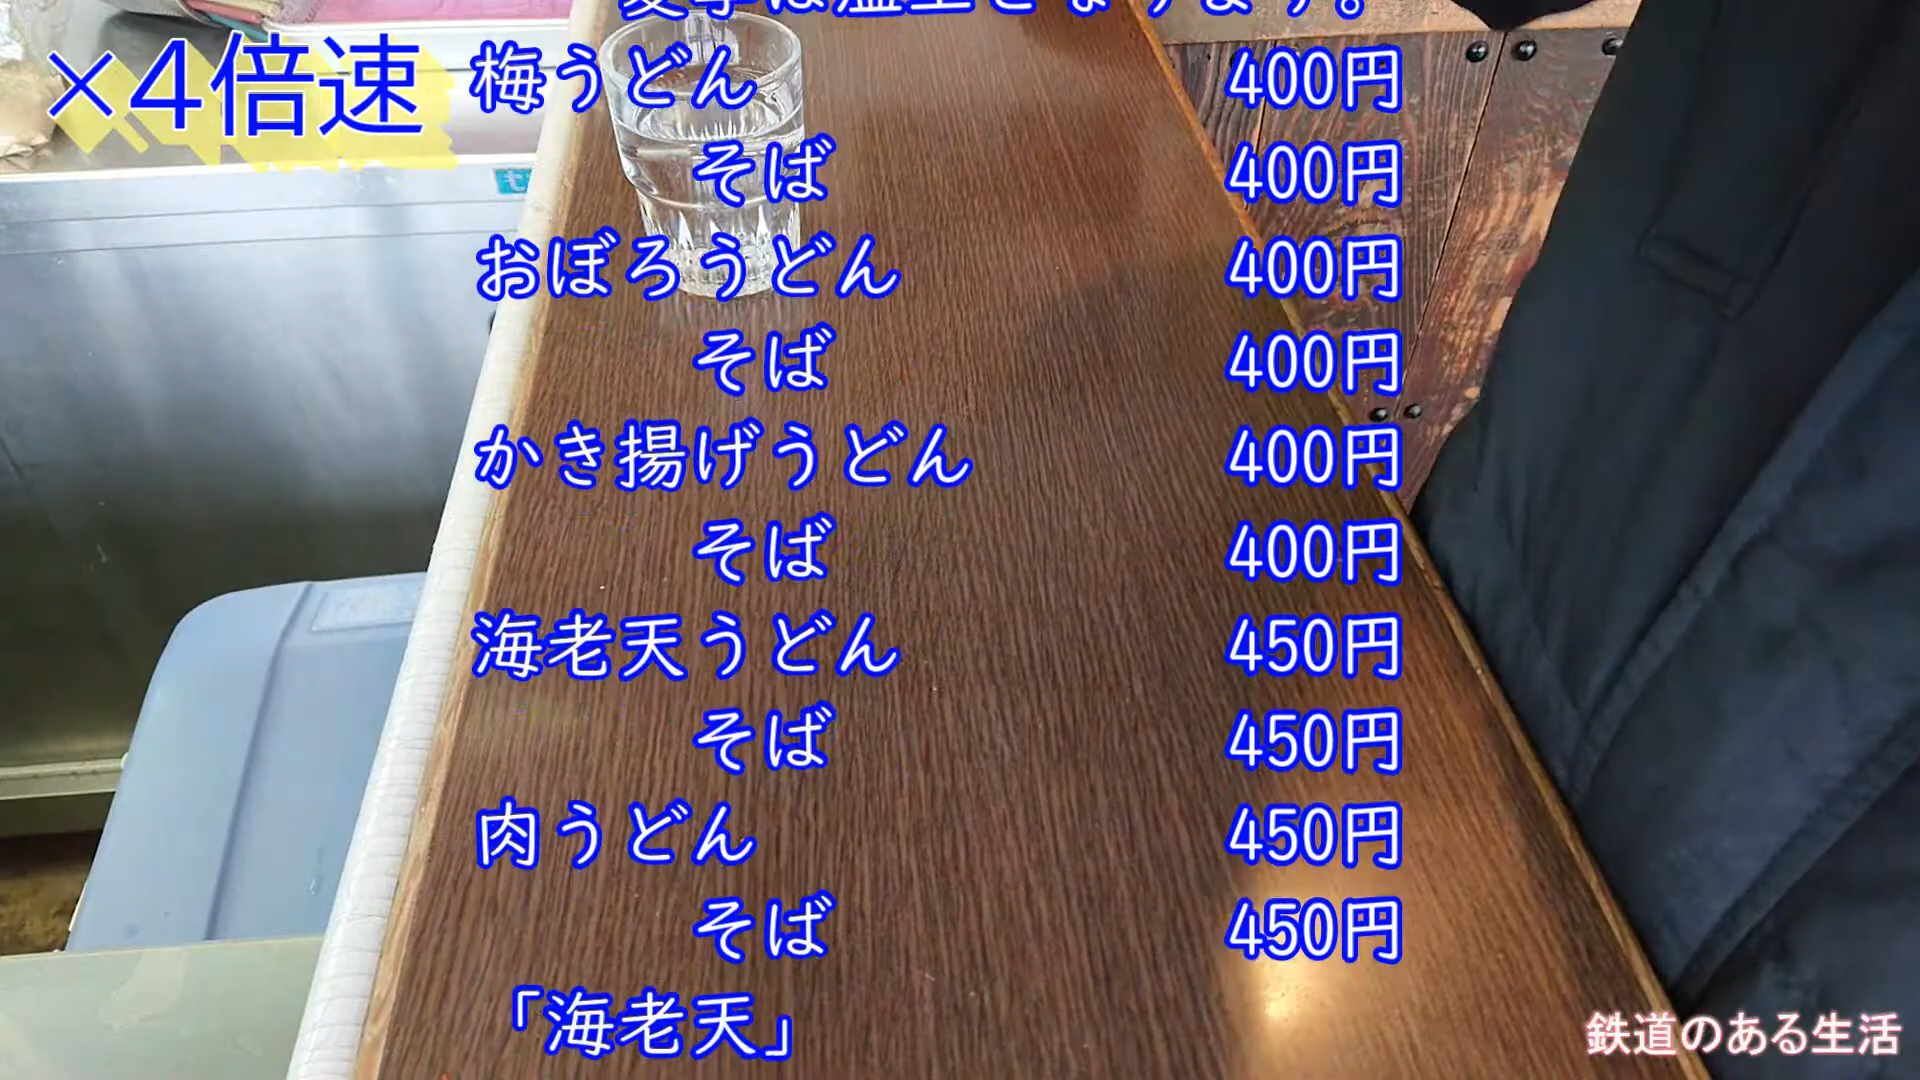 ×4倍速
梅うどん 400円
そば 400円
おぼろうどん 400円
そば 400円
かき揚げうどん 400円
そば 400円
海老天うどん 450円
そば 450円
肉うどん 450円
そば 450円
「海老天」
鉄道のある生活